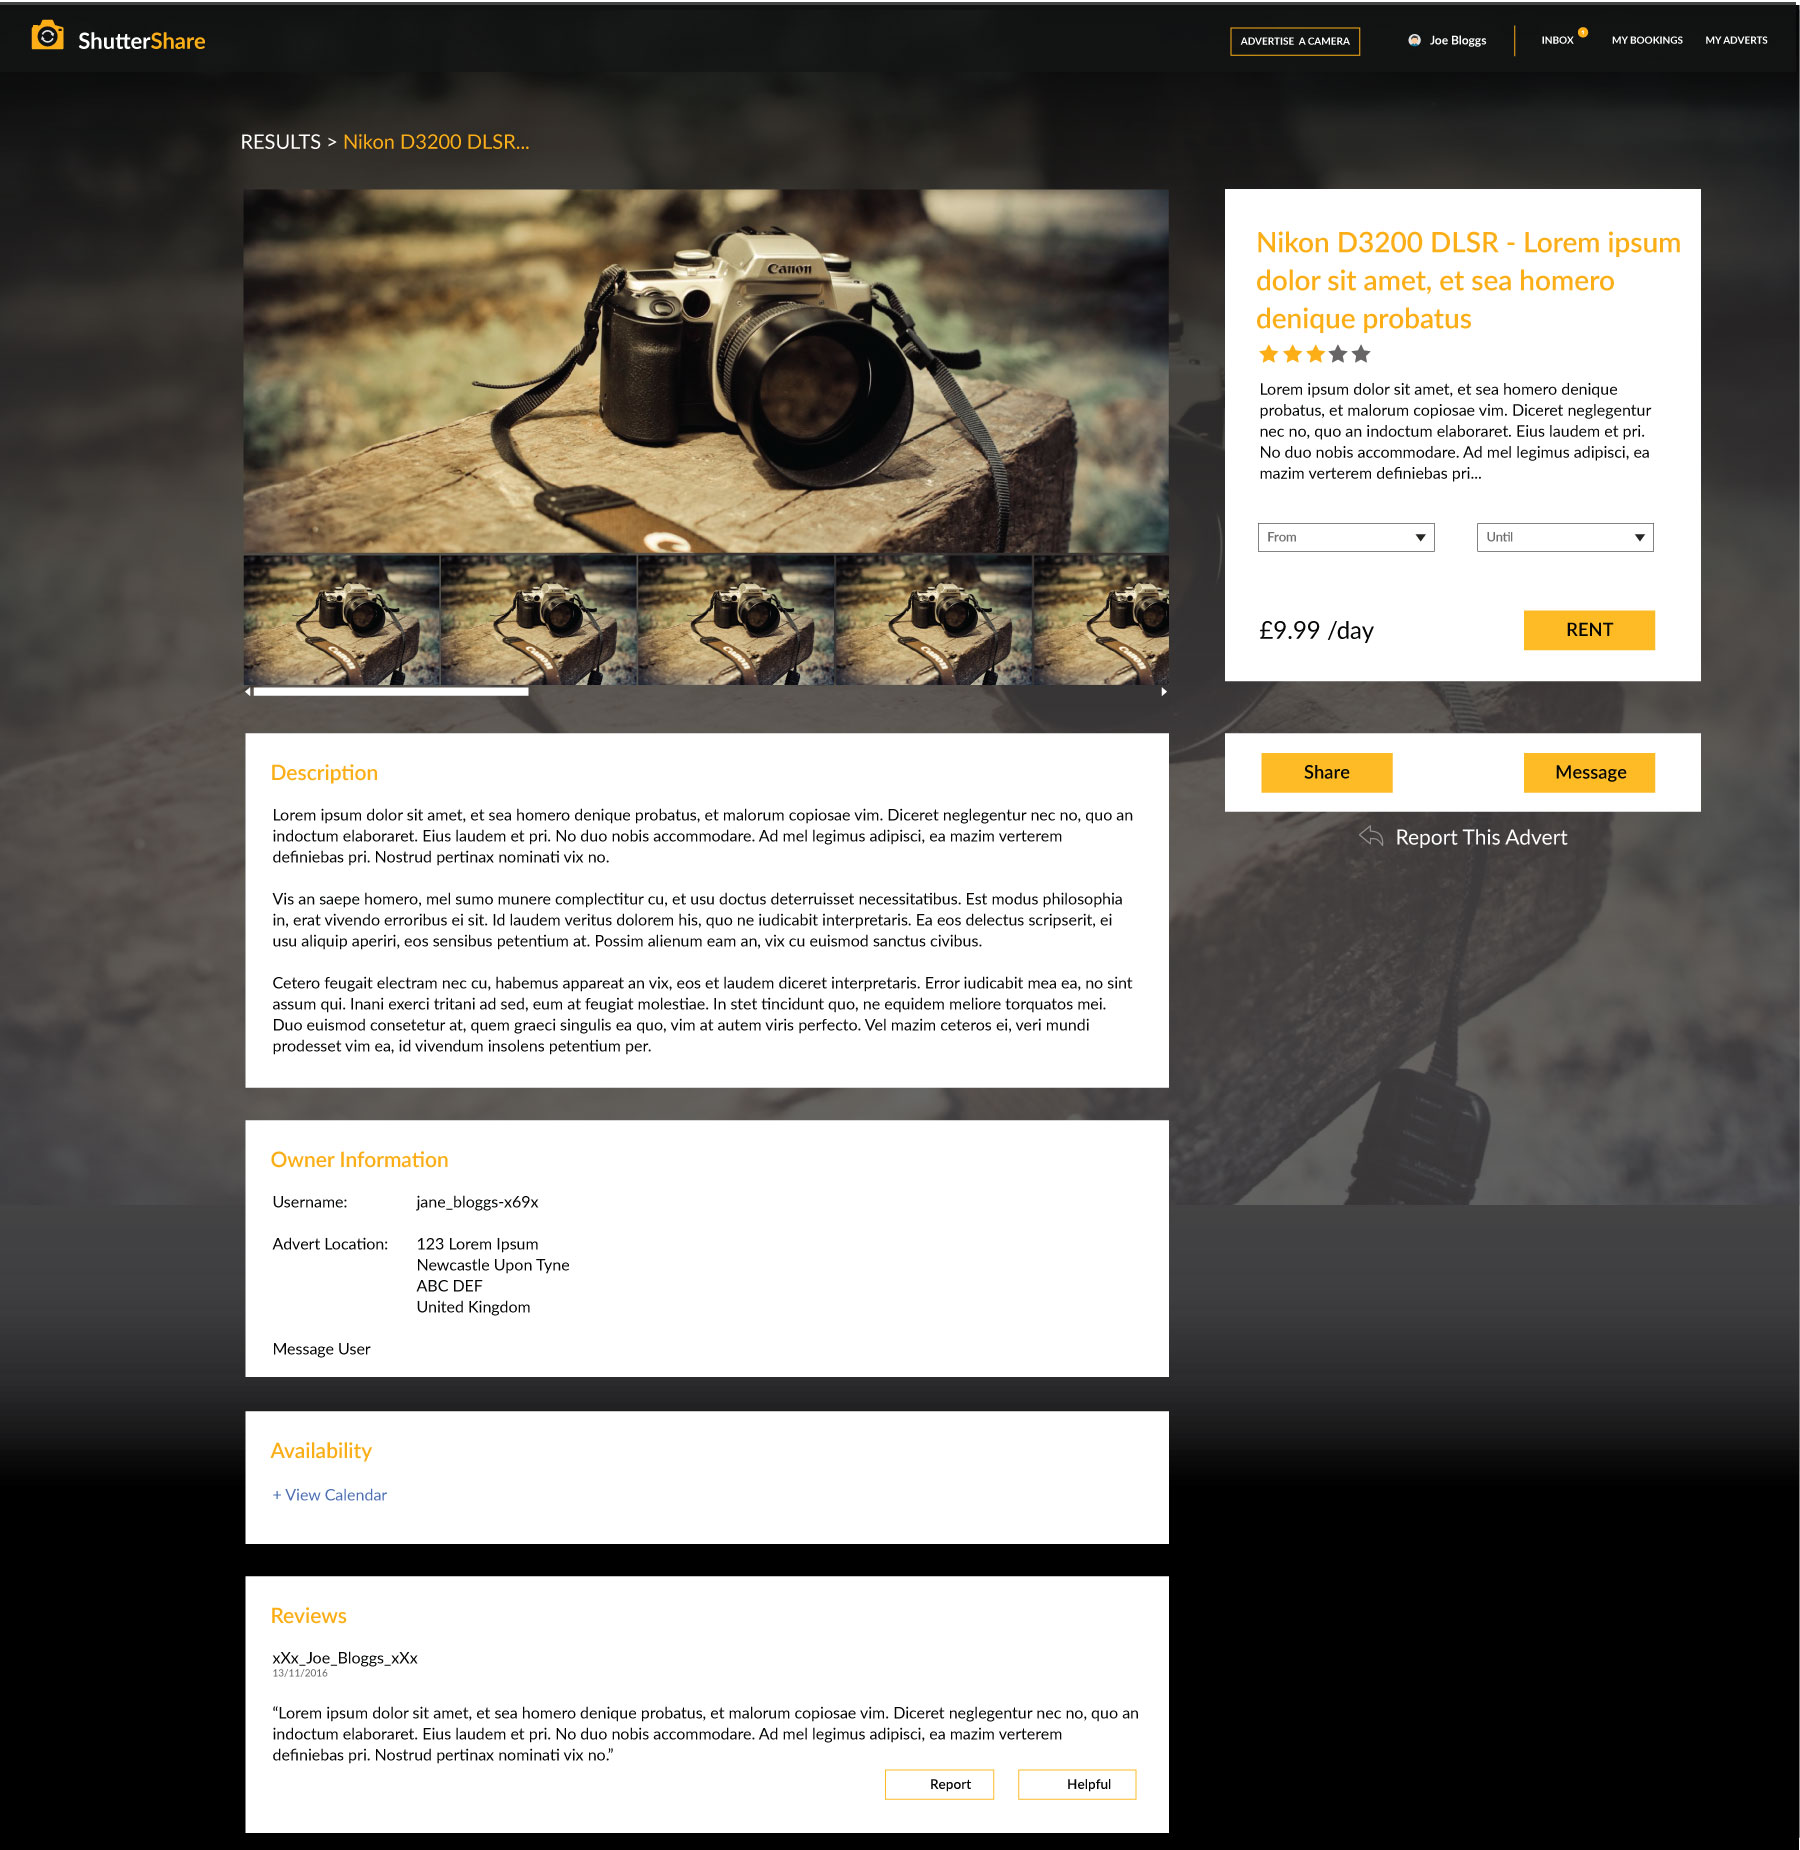 ShutterShare
ADVERTISE A CAMERA
Joe Bloggs
INBOX
MY BOOKINGS
MY ADVERTS
RESULTS > Nikon D3200 DLSR...
Canon
Nikon D3200 DLSR - Lorem ipsum
dolor sit amet, et sea homero
denique probatus
Lorem ipsum dolor sit amet, et sea homero denique
probatus, et malorum copiosae vim. Diceret neglegentur
nec no, quo an indoctum elaboraret. Eius laudem et pri.
No duo nobis accommodare. Ad mel legimus adipisci, ea
mazim verterem definiebas pri...
From
Until
£9.99 /day
RENT
Share
Message
Report This Advert
Description
Lorem ipsum dolor sit amet, et sea homero denique probatus, et malorum copiosae vim. Diceret neglegentur nec no, quo an
indoctum elaboraret. Eius laudem et pri. No duo nobis accommodare. Ad mel legimus adipisci, ea mazim verterem
definiebas pri. Nostrud pertinax nominati vix no.
Vis an saepe homero, mel sumo munere complectitur cu, et usu doctus deterruisset necessitatibus. Est modus philosophia
in, erat vivendo erroribus ei sit. Id laudem veritus dolorem his, quo ne iudicabit interpretaris. Ea eos delectus scripserit, ei
usu aliquip aperiri, eos sensibus petentium at. Possim alienum eam an, vix cu euismod sanctus civibus.
Cetero feugait electram nec cu, habemus appareat an vix, eos et laudem diceret interpretaris. Error iudicabit mea ea, no sint
assum qui. Inani exerci tritani ad sed, eum at feugiat molestiae. In stet tincidunt quo, ne equidem meliore torquatos mei.
Duo euismod consetetur at, quem graeci singulis ea quo, vim at autem viris perfecto. Vel mazim ceteros ei, veri mundi
prodesset vim ea, id vivendum insolens petentium per.
Owner Information
Username: jane_bloggs-x69x
Advert Location: 123 Lorem Ipsum
Newcastle Upon Tyne
ABC DEF
United Kingdom
Message User
Availability
+ View Calendar
Reviews
xXx_Joe_Bloggs_xXx
13/11/2016
“Lorem ipsum dolor sit amet, et sea homero denique probatus, et malorum copiosae vim. Diceret neglegentur nec no, quo an
indoctum elaboraret. Eius laudem et pri. No duo nobis accommodare. Ad mel legimus adipisci, ea mazim verterem
definiebas pri. Nostrud pertinax nominati vix no.”
Report
Helpful